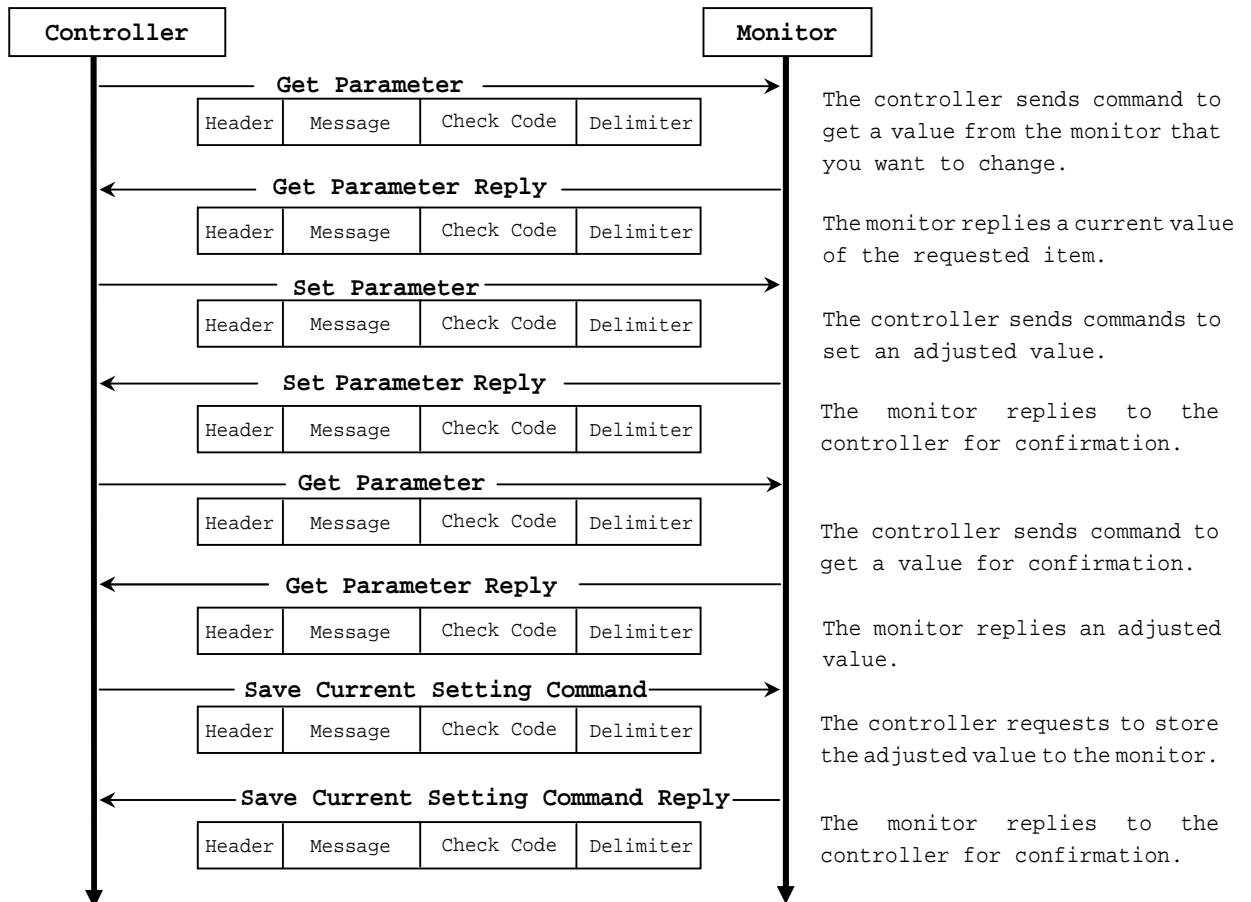 Controller Monitor
Get Parameter
Header Message Check Code Delimiter
The controller sends command to
get a value from the monitor that
you want to change.
Get Parameter Reply
Header Message Check Code Delimiter
The monitor replies a current value
of the requested item.
Set Parameter
Header Message Check Code Delimiter
The controller sends commands to
set an adjusted value.
Set Parameter Reply
Header Message Check Code Delimiter
The monitor replies to the
controller for confirmation.
Get Parameter
Header Message Check Code Delimiter
The controller sends command to
get a value for confirmation.
Get Parameter Reply
Header Message Check Code Delimiter
The monitor replies an adjusted
value.
Save Current Setting Command
Header Message Check Code Delimiter
The controller requests to store
the adjusted value to the monitor.
Save Current Setting Command Reply
Header Message Check Code Delimiter
The monitor replies to the
controller for confirmation.